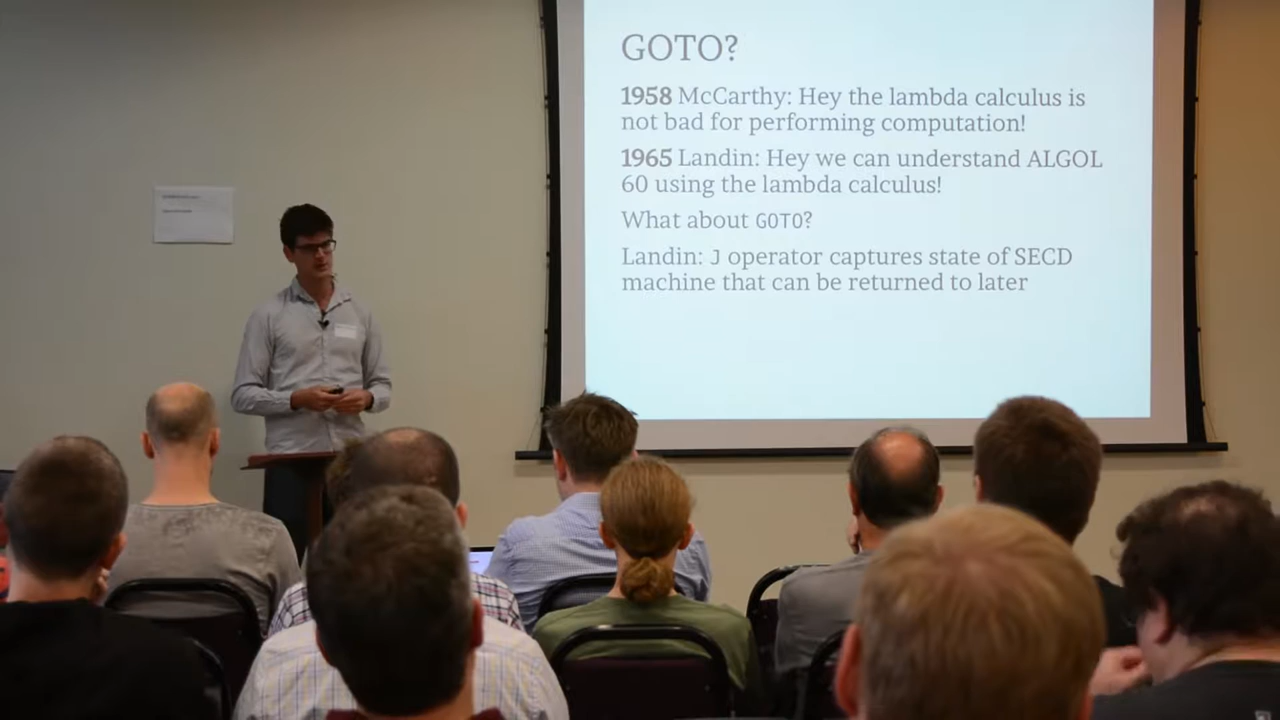 GOTO?
1958 McCarthy: Hey the lambda calculus is
not bad for performing computation!
1965 Landin: Hey we can understand ALGOL
60 using the lambda calculus!
What about GOTO?
Landin: J operator captures state of SECD
machine that can be returned to later